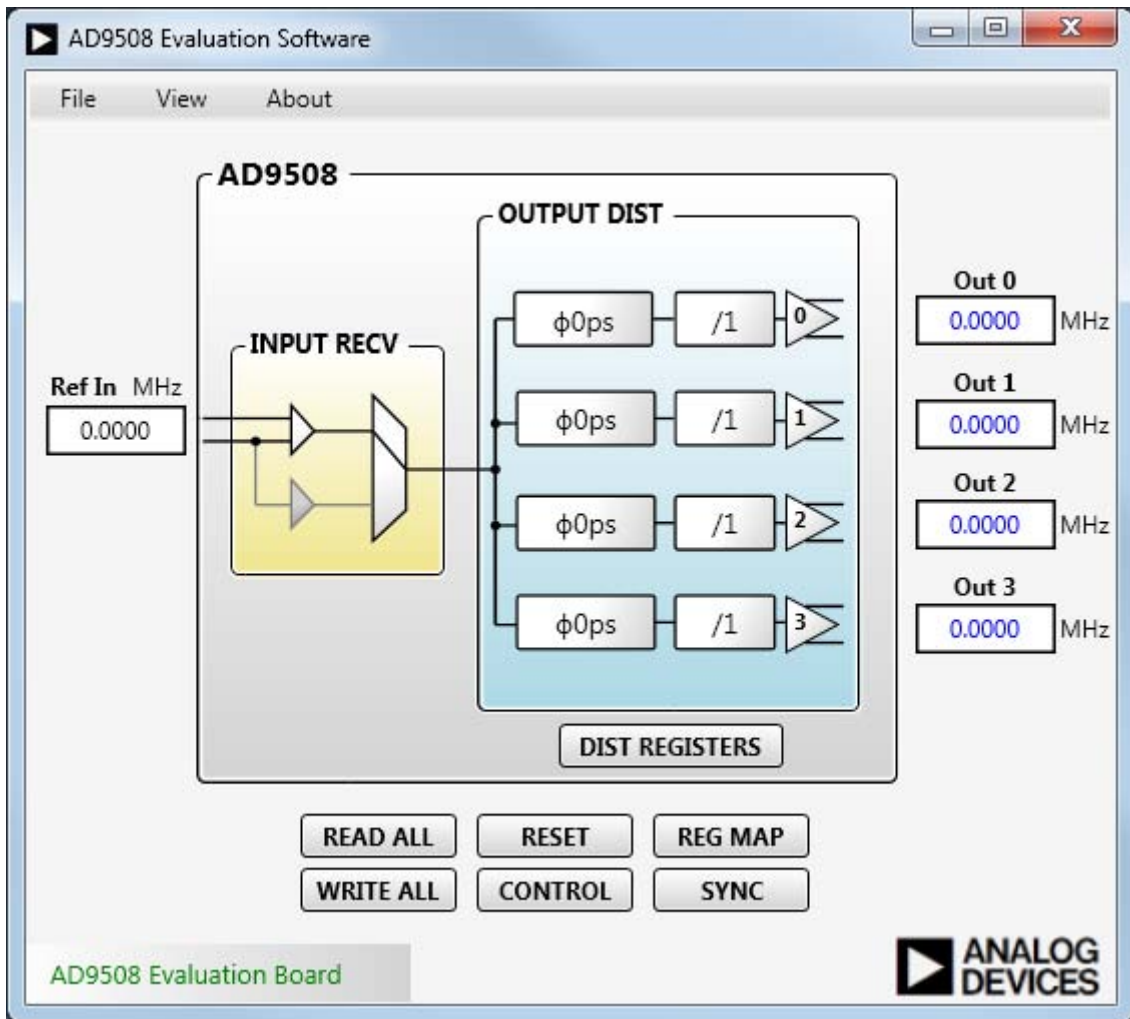 AD9508 Evaluation Software
File View About
AD9508
OUTPUT DIST
INPUT RECV
Ref In MHz
0.0000
ϕ0ps /1 0
ϕ0ps /1 1
ϕ0ps /1 2
ϕ0ps /1 3
Out 0
0.0000 MHz
Out 1
0.0000 MHz
Out 2
0.0000 MHz
Out 3
0.0000 MHz
DIST REGISTERS
READ ALL RESET REG MAP
WRITE ALL CONTROL SYNC
AD9508 Evaluation Board
ANALOG
DEVICES